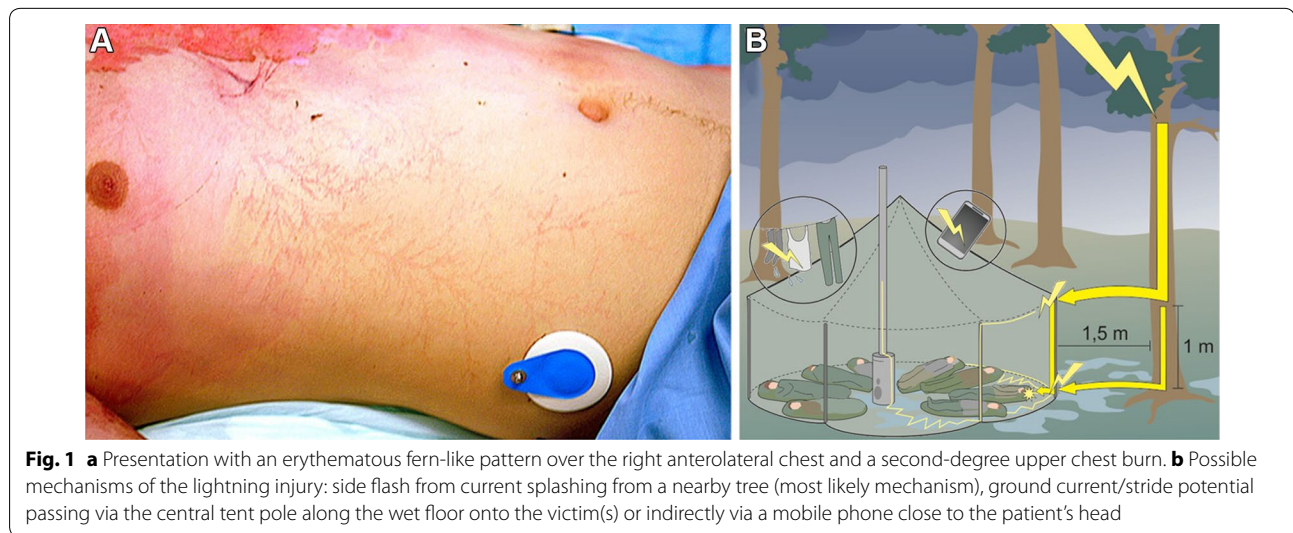 A
B
1,5 m
1 m
Fig. 1 a Presentation with an erythematous fern-like pattern over the right anterolateral chest and a second-degree upper chest burn. b Possible
mechanisms of the lightning injury: side flash from current splashing from a nearby tree (most likely mechanism), ground current/stride potential
passing via the central tent pole along the wet floor onto the victim(s) or indirectly via a mobile phone close to the patient's head